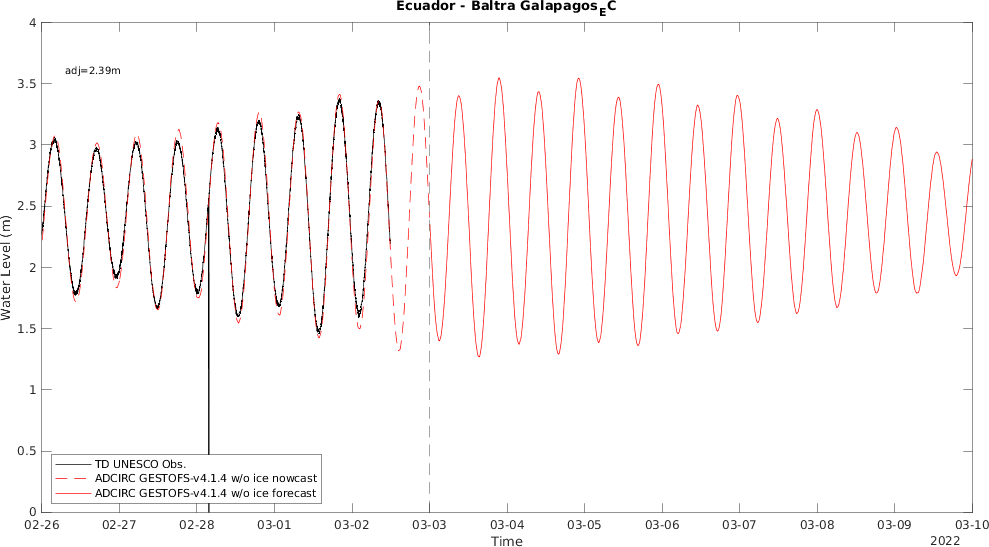 Ecuador - Baltra Galapagos_EC
4
adj=2.39m
3.5
3
2.5
2
1.5
1
0.5
0
Water Level (m)
TD UNESCO Obs.
ADCIRC GESTOFS-v4.1.4 w/o ice nowcast
ADCIRC GESTOFS-v4.1.4 w/o ice forecast
02-26 02-27 02-28 03-01 03-02 03-03 03-04 03-05 03-06 03-07 03-08 03-09 03-10
Time
2022